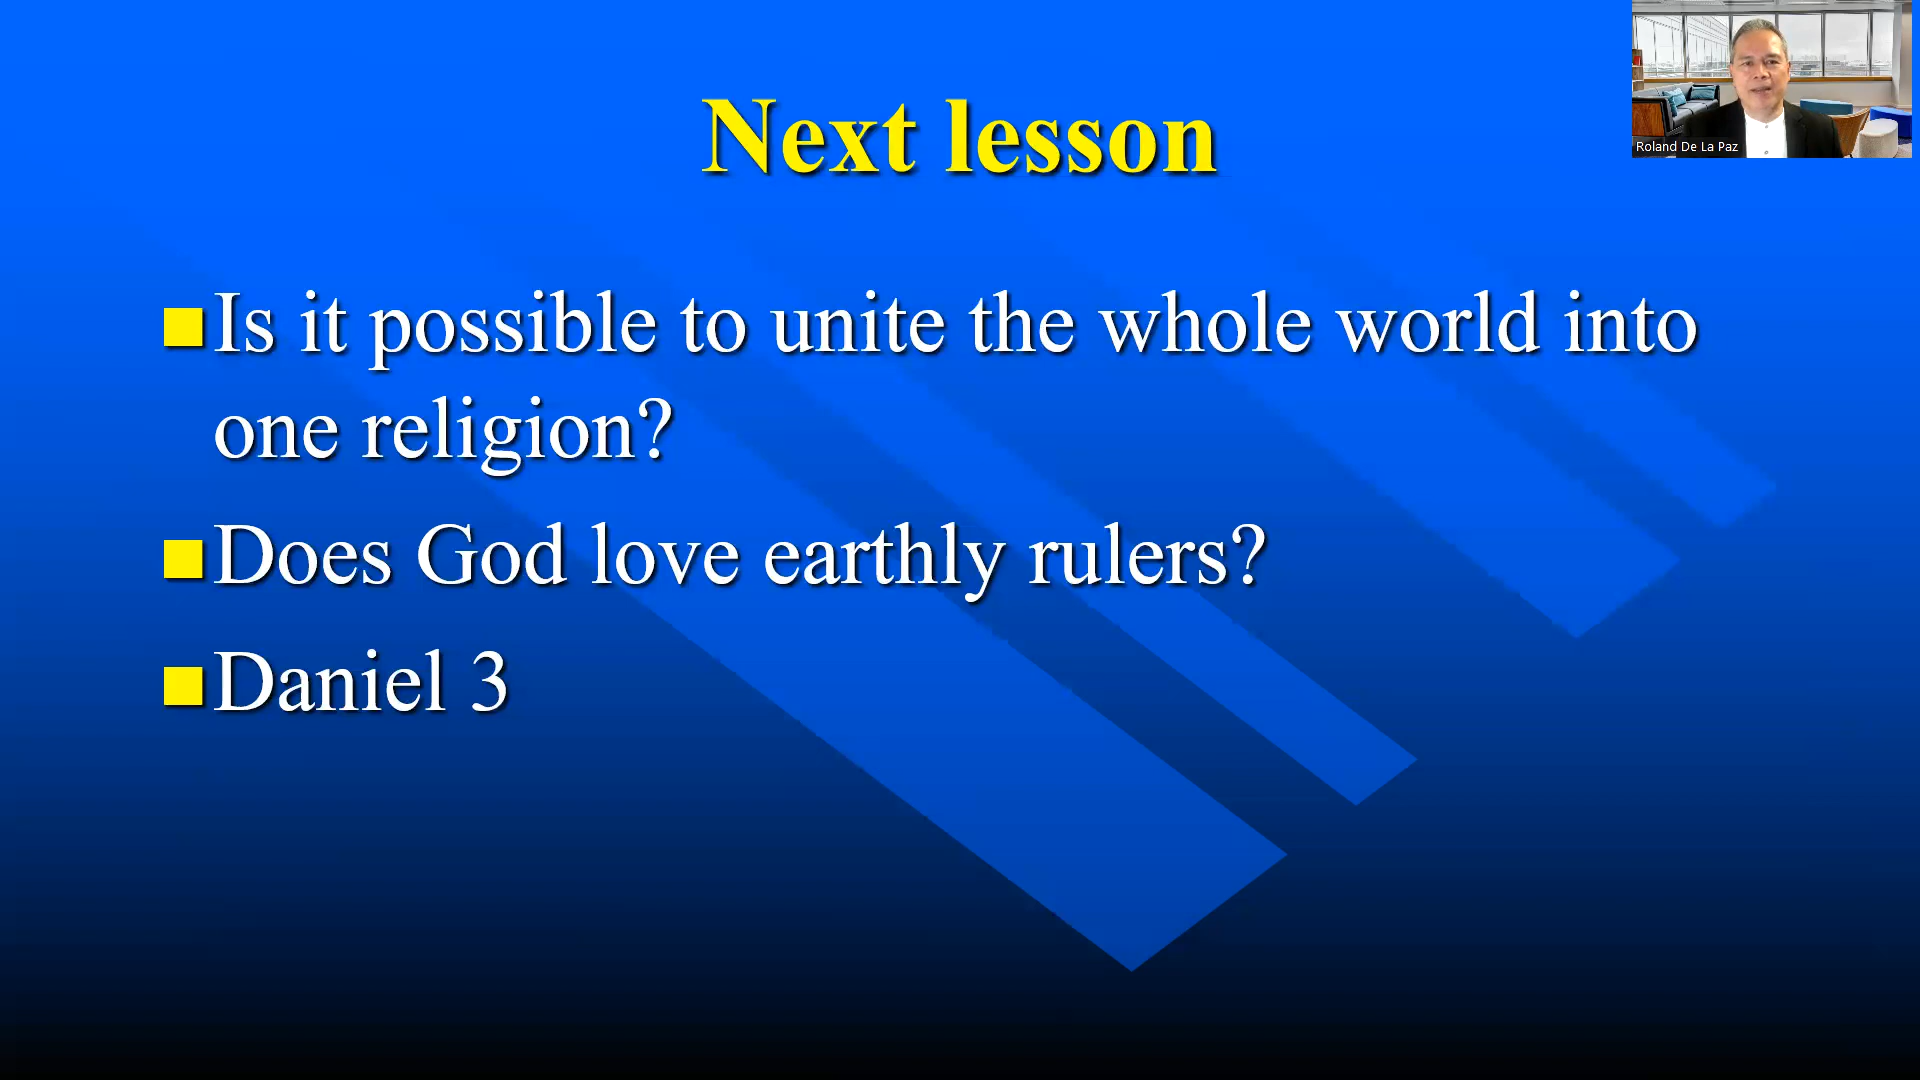 Next lesson
Is it possible to unite the whole world into
one religion?
Does God love earthly rulers?
Daniel 3
Roland De La Paz